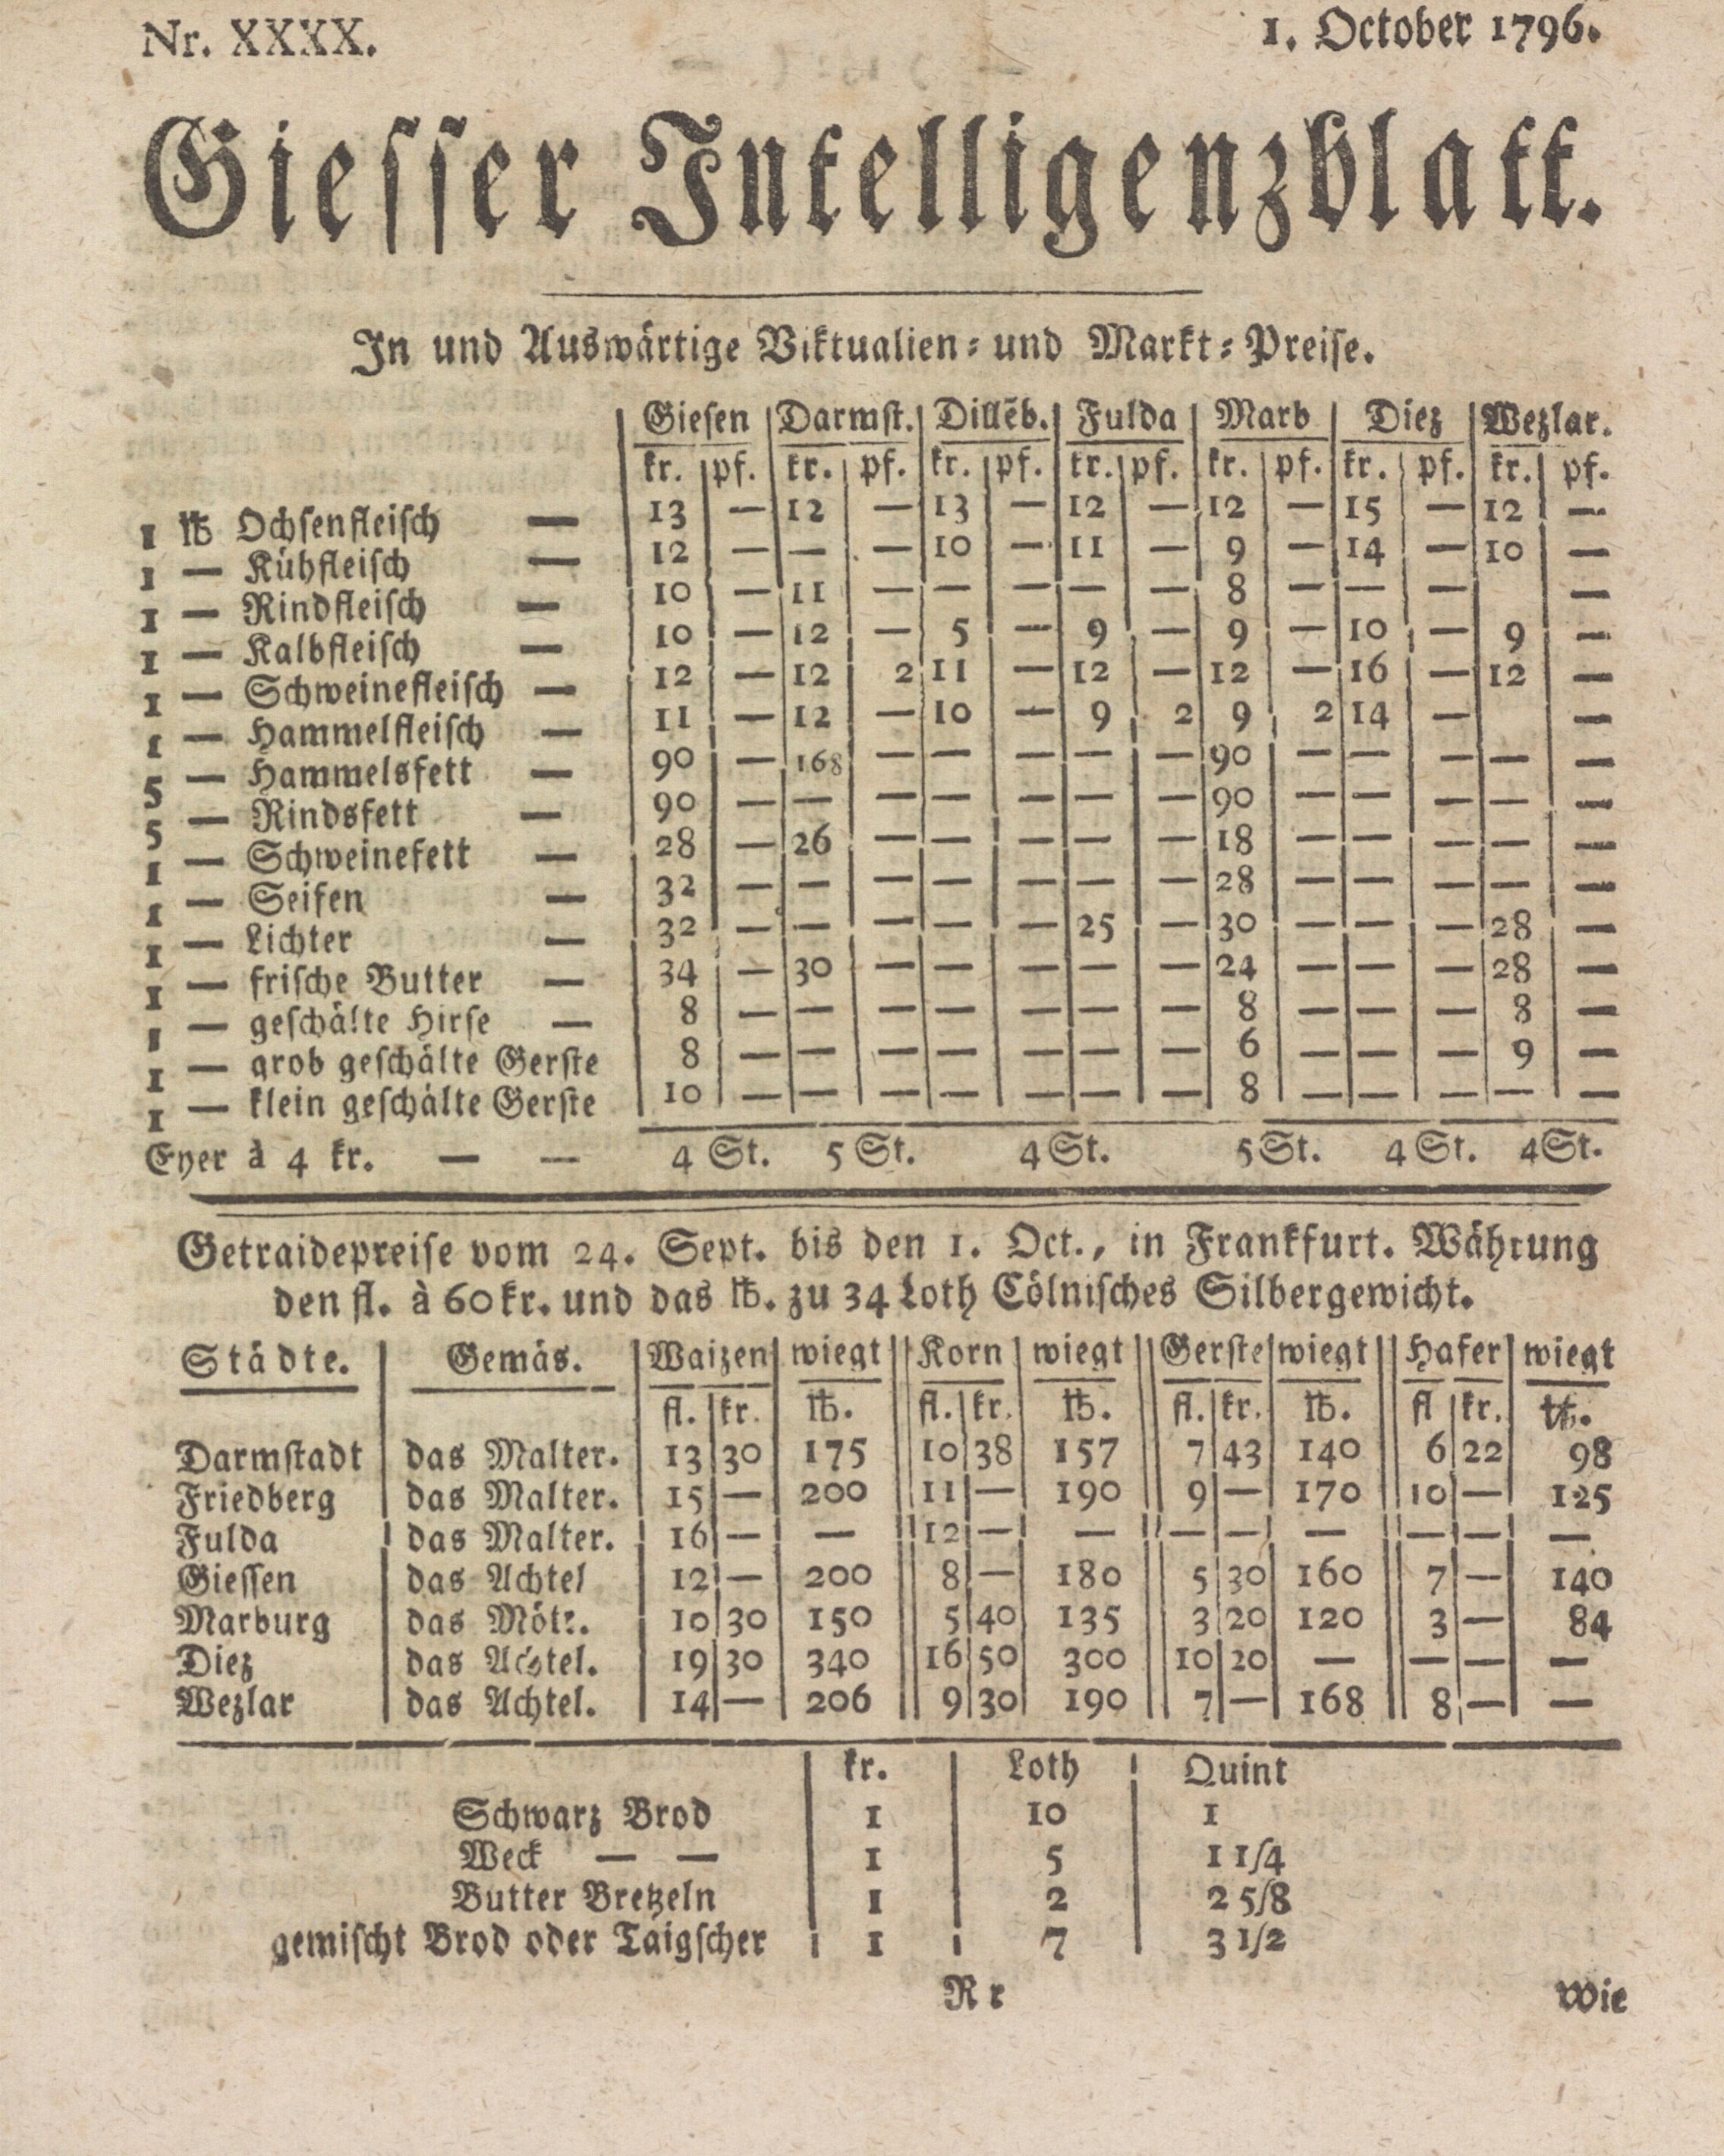 Nr. XXXX. 1. October 1796.
Giesser Intelligenzblatt.
In und Auswärtige Viktualien- und Markt-Preise.
Giesen Darmst. Dillēb. Fulda Marb Diez Wezlar.
kr. pf. kr. pf. kr. pf. kr. pf. kr. pf. kr. pf. kr. pf.
1 ℔ Ochsenfleisch — 13 — 12 — 13 — 12 — 12 — 15 — 12 —
1 — Kühfleisch — 12 — — — 10 — 11 — 9 — 14 — 10 —
1 — Rindfleisch — 10 — 11 — — — — — 8 — — — —
1 — Kalbfleisch — 10 — 12 — 5 — 9 — 9 — 10 — 9 —
1 — Schweinefleisch — 12 — 12 2 11 — 12 — 12 — 16 — 12 —
1 — Hammelfleisch — 11 — 12 — 10 — 9 2 9 2 14 — —
5 — Hammelsfett — 90 — 168 — — — — — 90 — — — — —
5 — Rindsfett — 90 — — — — — — — 90 — — — — —
1 — Schweinefett — 28 — 26 — — — — — 18 — — — — —
1 — Seifen — 32 — — — — — — — 28 — — — — —
1 — Lichter — 32 — — — — — 25 — 30 — — — 28 —
1 — frische Butter — 34 — 30 — — — — — 24 — — — 28 —
1 — geschälte Hirse — 8 — — — — — — — 8 — — — 8 —
1 — grob geschälte Gerste 8 — — — — — — — 6 — — — 9 —
1 — klein geschälte Gerste 10 — — — — — — — 8 — — — — —
Eyer à 4 kr. — — 4 St. 5 St. 4 St. 5 St. 4 St. 4 St.
Getraidepreise vom 24. Sept. bis den 1. Oct., in Frankfurt. Währung
den fl. à 60 kr. und das ℔. zu 34 Loth Cölnisches Silbergewicht.
Städte. Gemäs. Waizen wiegt Korn wiegt Gerste wiegt Hafer wiegt
fl. kr. ℔. fl. kr. ℔. fl. kr. ℔. fl kr. ℔.
Darmstadt das Malter. 13 30 175 10 38 157 7 43 140 6 22 98
Friedberg das Malter. 15 — 200 11 — 190 9 — 170 10 — 125
Fulda das Malter. 16 — — 12 — — — — — — — —
Giessen das Achtel 12 — 200 8 — 180 5 30 160 7 — 140
Marburg das Mött. 10 30 150 5 40 135 3 20 120 3 — 84
Diez das Achtel. 19 30 340 16 50 300 10 20 — — — —
Wezlar das Achtel. 14 — 206 9 30 190 7 — 168 8 — —
kr. Loth Quint
Schwarz Brod 1 10 1
Weck — — 1 5 1 1/4
Butter Bretzeln 1 2 2 5/8
gemischt Brod oder Taigscher 1 7 3 1/2
Rr Wie